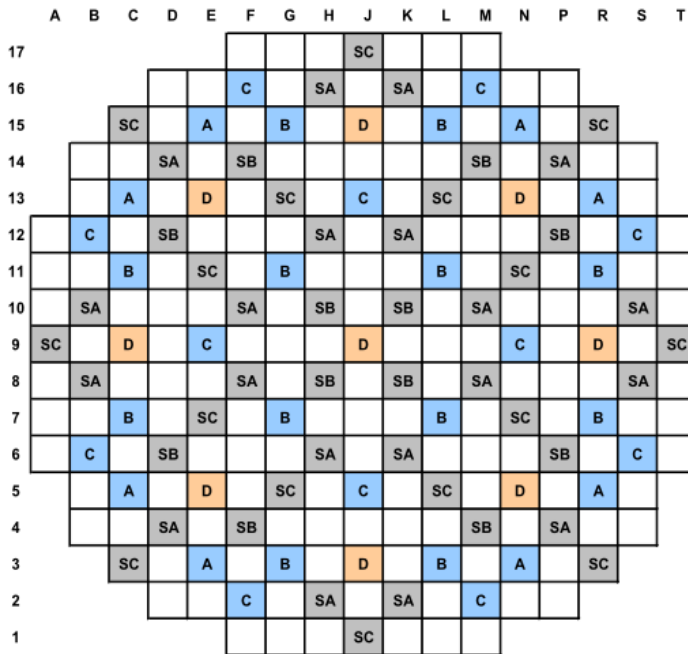 A B C D E F G H J K L M N P R S T
17 SC
16 C SA SA C
15 SC A B D B A SC
14 SA SB SB SA
13 A D SC C SC D A
12 C SB SA SA SB C
11 B SC B B SC B
10 SA SA SB SB SA SA
9 SC D C D C D SC
8 SA SA SB SB SA SA
7 B SC B B SC B
6 C SB SA SA SB C
5 A D SC C SC D A
4 SA SB SB SA
3 SC A B D B A SC
2 C SA SA C
1 SC